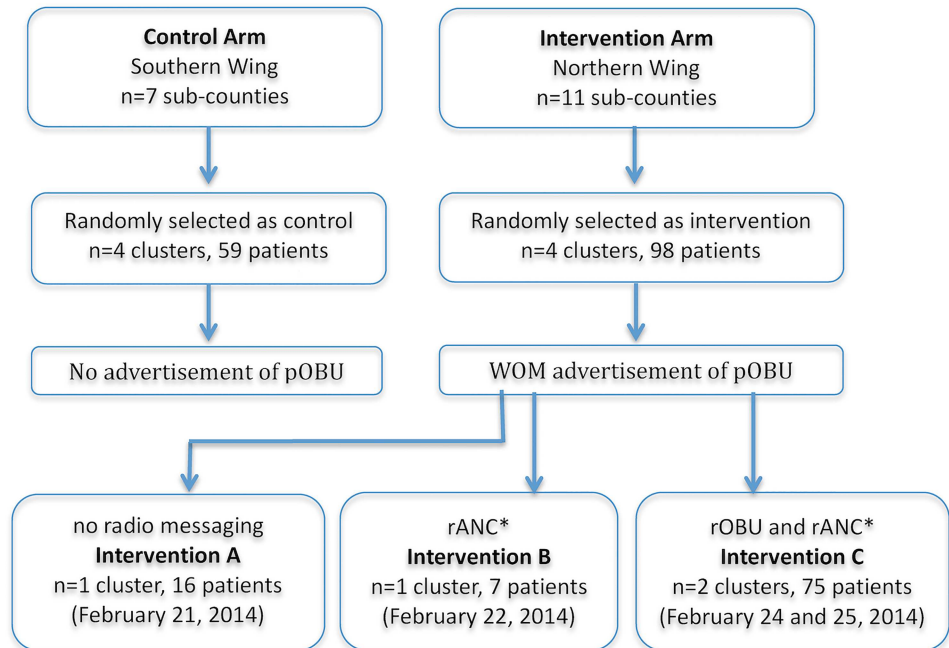 Control Arm
Southern Wing
n=7 sub-counties
Intervention Arm
Northern Wing
n=11 sub-counties
Randomly selected as control
n=4 clusters, 59 patients
Randomly selected as intervention
n=4 clusters, 98 patients
No advertisement of pOBU
WOM advertisement of pOBU
no radio messaging
Intervention A
n=1 cluster, 16 patients
(February 21, 2014)
rANC*
Intervention B
n=1 cluster, 7 patients
(February 22, 2014)
rOBU and rANC*
Intervention C
n=2 clusters, 75 patients
(February 24 and 25, 2014)